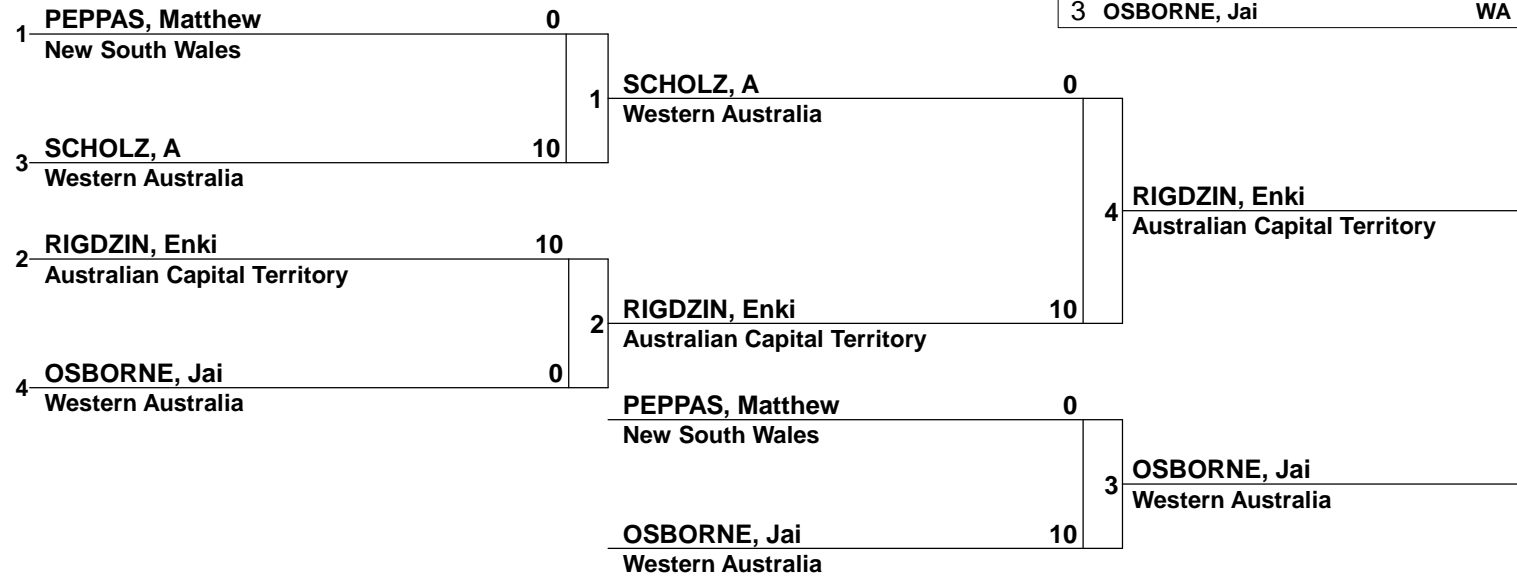 3 OSBORNE, Jai WA
1 PEPPAS, Matthew 0
New South Wales
3 SCHOLZ, A 10
Western Australia
1
2 RIGDZIN, Enki 10
Australian Capital Territory
4 OSBORNE, Jai 0
Western Australia
2
SCHOLZ, A 0
Western Australia
RIGDZIN, Enki 10
Australian Capital Territory
4
RIGDZIN, Enki
Australian Capital Territory
PEPPAS, Matthew 0
New South Wales
OSBORNE, Jai 10
Western Australia
3
OSBORNE, Jai
Western Australia